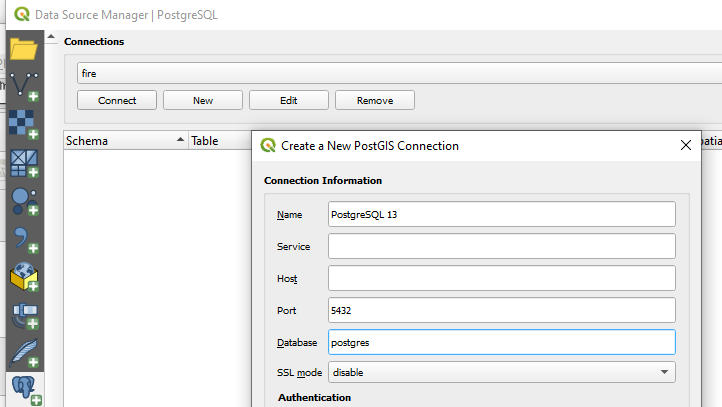 Data Source Manager | PostgreSQL
Connections
fire
Connect New Edit Remove
Schema Table
Create a New PostGIS Connection
Connection Information
Name PostgreSQL 13
Service
Host
Port 5432
Database postgres
SSL mode disable
Authentication